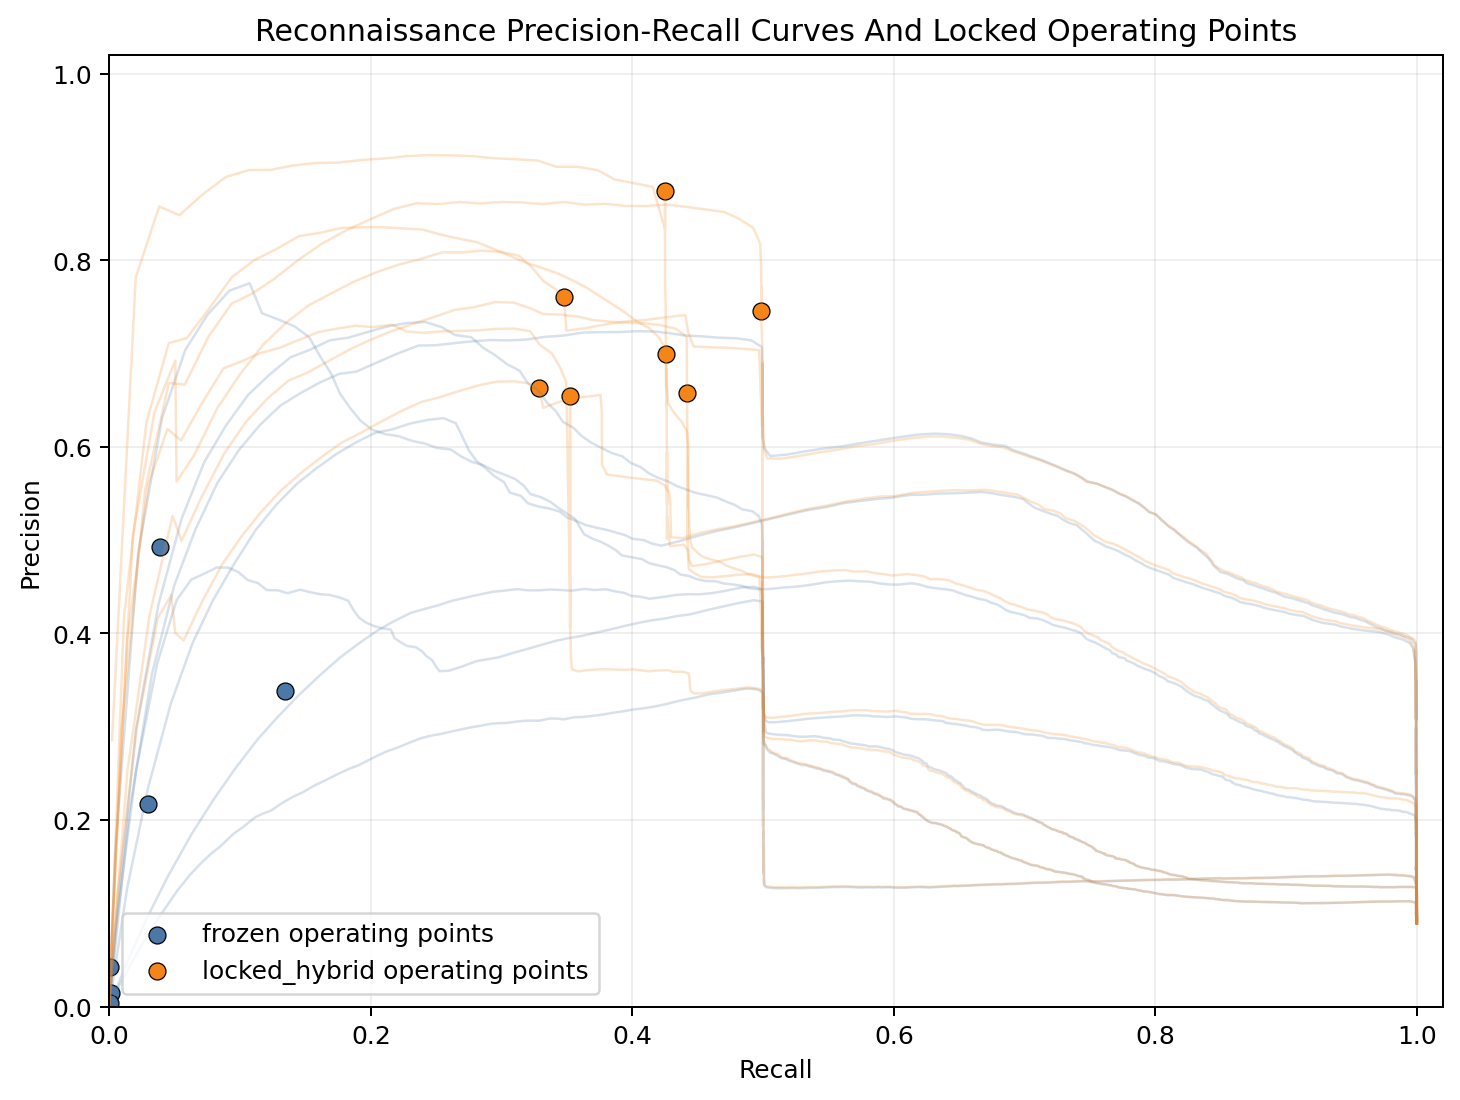 Reconnaissance Precision-Recall Curves And Locked Operating Points
Precision
1.0
0.8
0.6
0.4
0.2
0.0
frozen operating points
locked_hybrid operating points
0.0 0.2 0.4 0.6 0.8 1.0
Recall